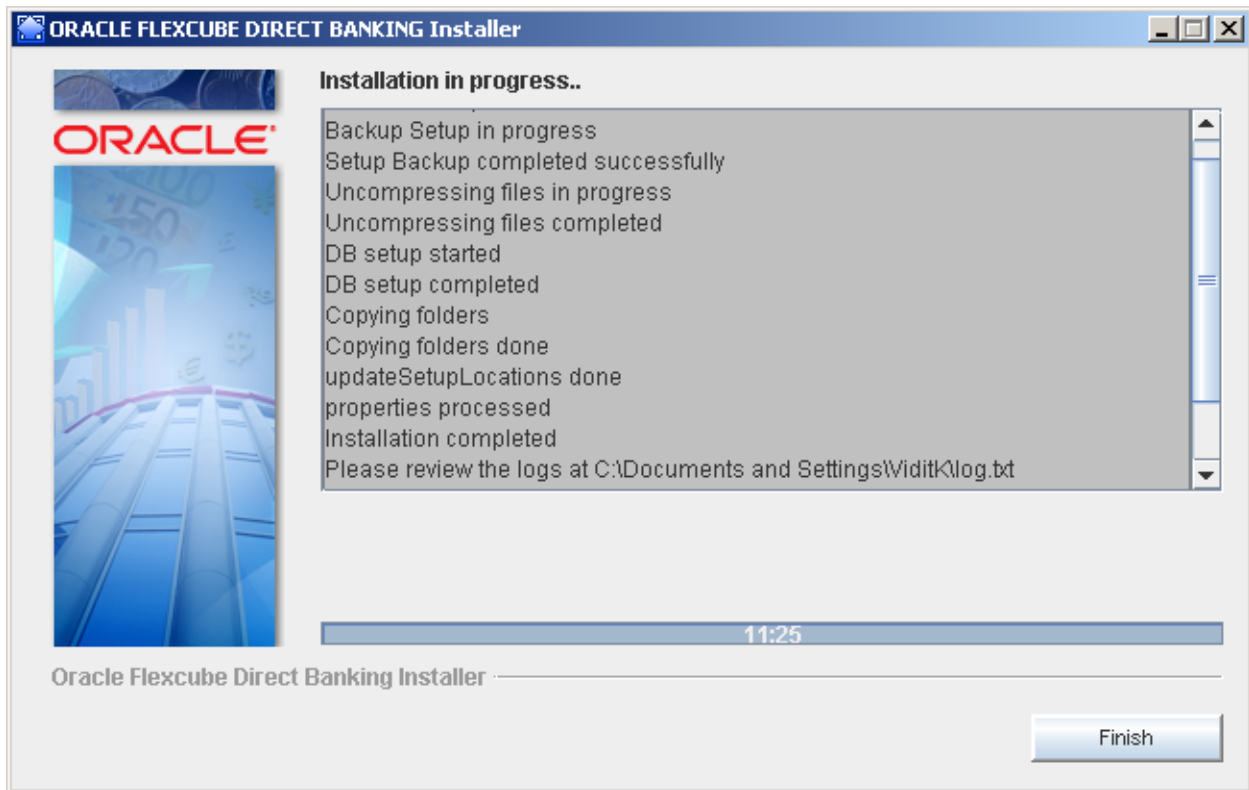 ORACLE FLEXCUBE DIRECT BANKING Installer
Installation in progress..
ORACLE
Backup Setup in progress
Setup Backup completed successfully
Uncompressing files in progress
Uncompressing files completed
DB setup started
DB setup completed
Copying folders
Copying folders done
updateSetupLocations done
properties processed
Installation completed
Please review the logs at C:\Documents and Settings\ViditK\log.txt
11:25
Oracle Flexcube Direct Banking Installer
Finish